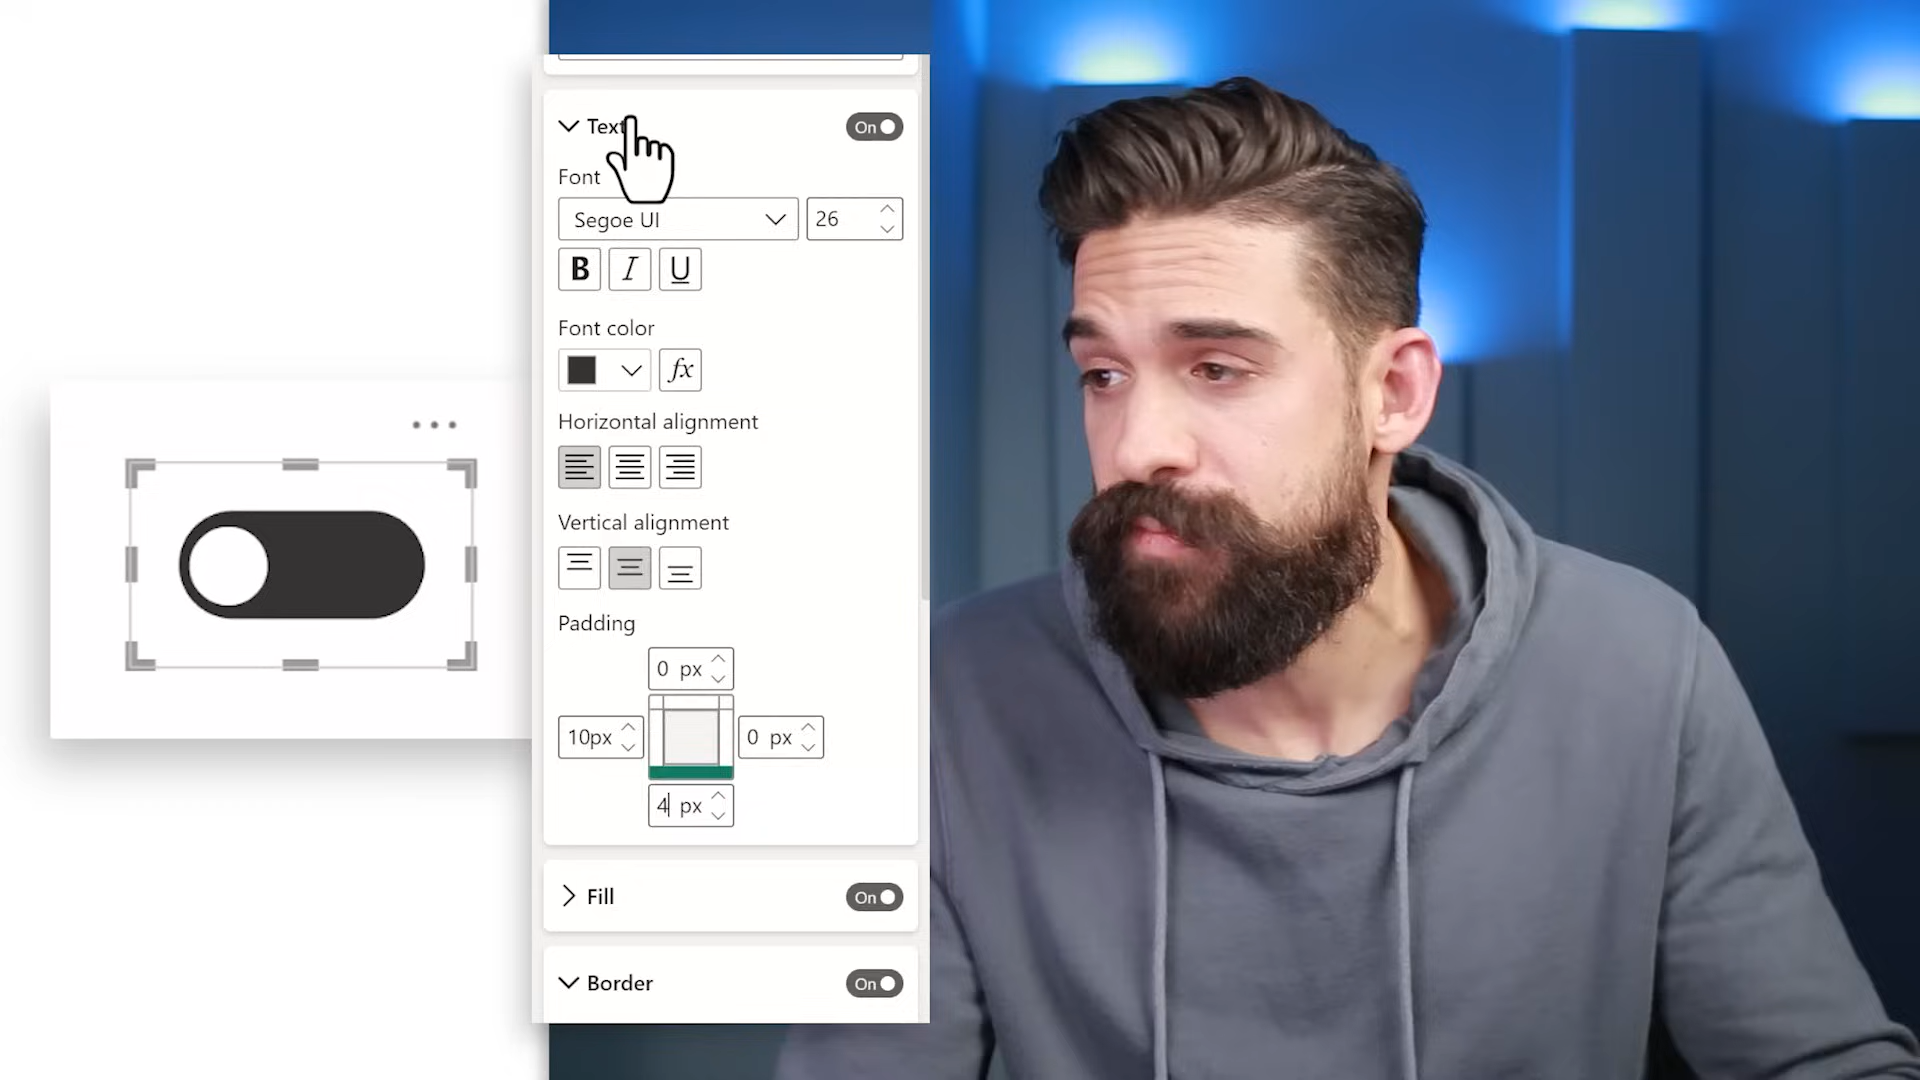 Text
On
Font
Segoe UI
26
B I U
Font color
fx
Horizontal alignment
Vertical alignment
Padding
0 px
10px
0 px
4 px
Fill
On
Border
On